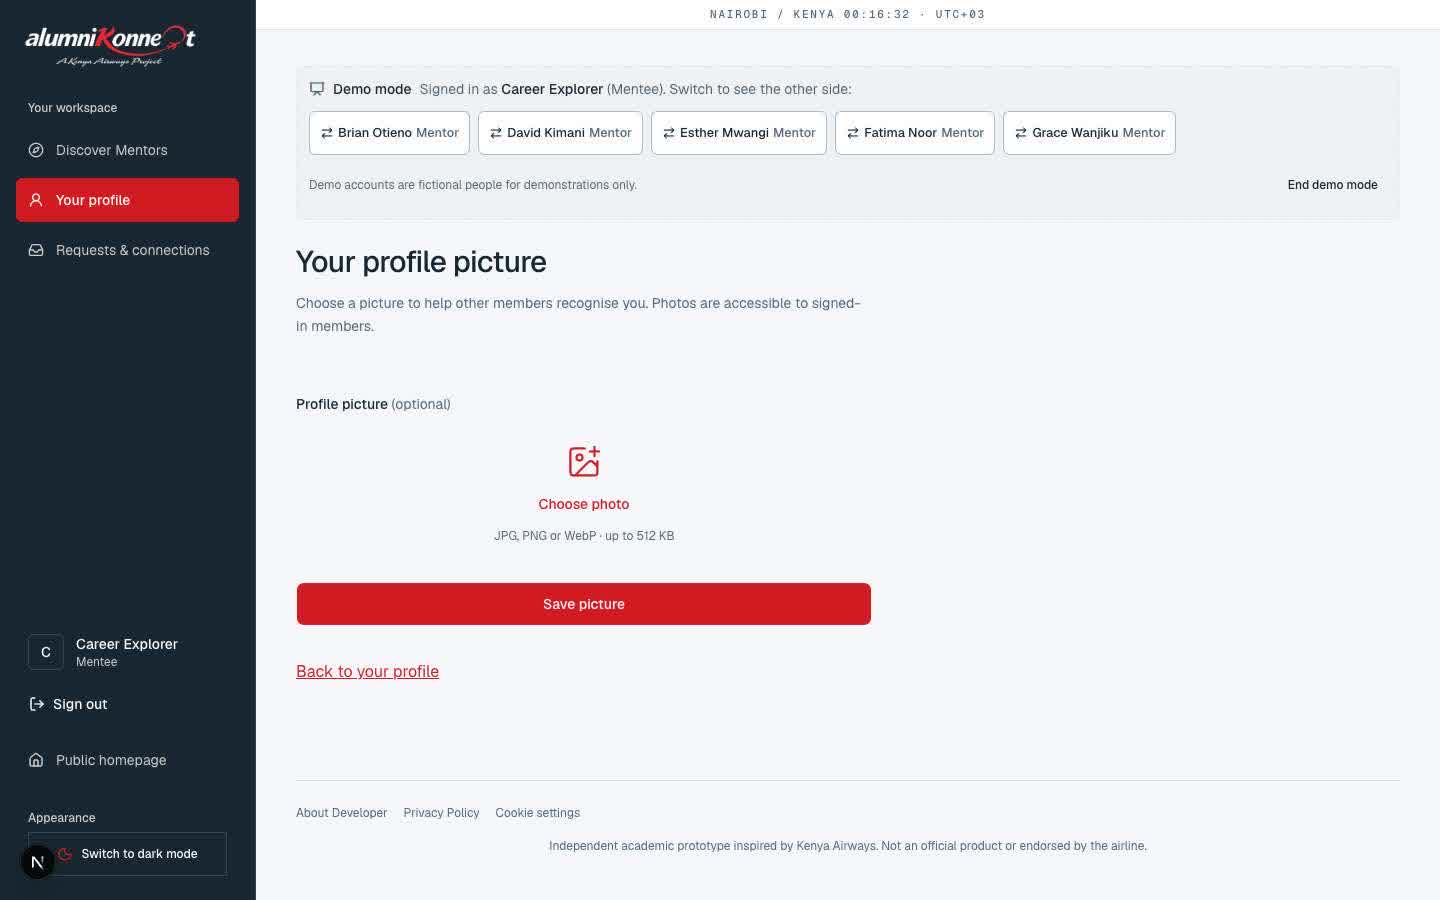 NAIROBI / KENYA 00:16:32 · UTC+03
alumniKonnect
A Kenya Airways Project
Your workspace
Discover Mentors
Your profile
Requests & connections
Career Explorer
C
Mentee
Sign out
Public homepage
Appearance
Switch to dark mode
N
Demo mode Signed in as Career Explorer (Mentee). Switch to see the other side:
Brian Otieno Mentor
David Kimani Mentor
Esther Mwangi Mentor
Fatima Noor Mentor
Grace Wanjiku Mentor
Demo accounts are fictional people for demonstrations only.
End demo mode
Your profile picture
Choose a picture to help other members recognise you. Photos are accessible to signed-
in members.
Profile picture (optional)
Choose photo
JPG, PNG or WebP · up to 512 KB
Save picture
Back to your profile
About Developer
Privacy Policy
Cookie settings
Independent academic prototype inspired by Kenya Airways. Not an official product or endorsed by the airline.